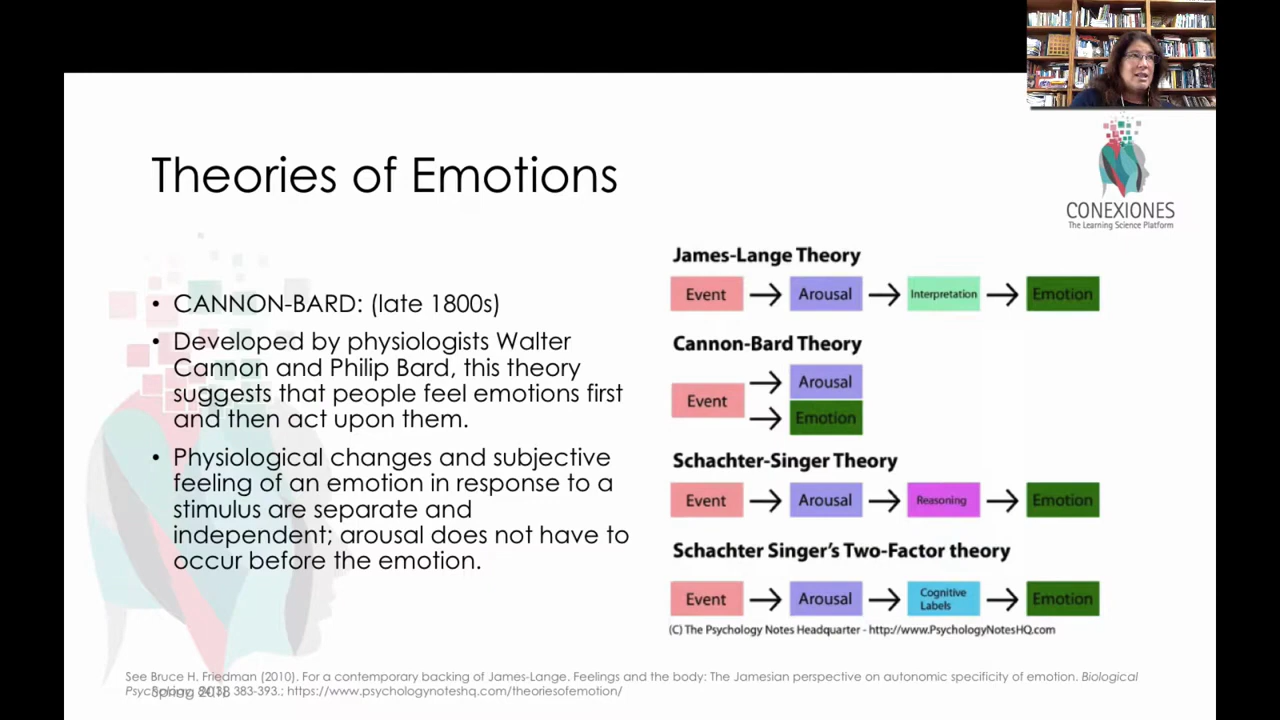 Theories of Emotions
CONEXIONES
The Learning Science Platform
• CANNON-BARD: (late 1800s)
• Developed by physiologists Walter
Cannon and Philip Bard, this theory
suggests that people feel emotions first
and then act upon them.
• Physiological changes and subjective
feeling of an emotion in response to a
stimulus are separate and
independent; arousal does not have to
occur before the emotion.
James-Lange Theory
Event Arousal Interpretation Emotion
Cannon-Bard Theory
Event
Arousal
Emotion
Schachter-Singer Theory
Event Arousal Reasoning Emotion
Schachter Singer's Two-Factor theory
Event Arousal Cognitive Labels Emotion
(C) The Psychology Notes Headquarter - http://www.PsychologyNotesHQ.com
See Bruce H. Friedman (2010). For a contemporary backing of James-Lange. Feelings and the body: The Jamesian perspective on autonomic specificity of emotion. Biological
383-393.; https://www.psychologynoteshq.com/theoriesofemotion/
Spring 2018